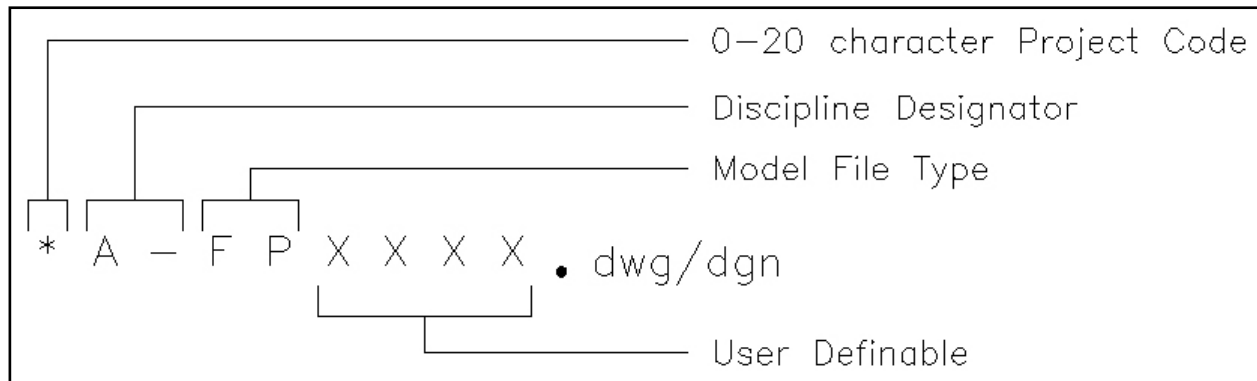 0-20 character Project Code
Discipline Designator
Model File Type
* A - F P X X X X . dwg/dgn
User Definable